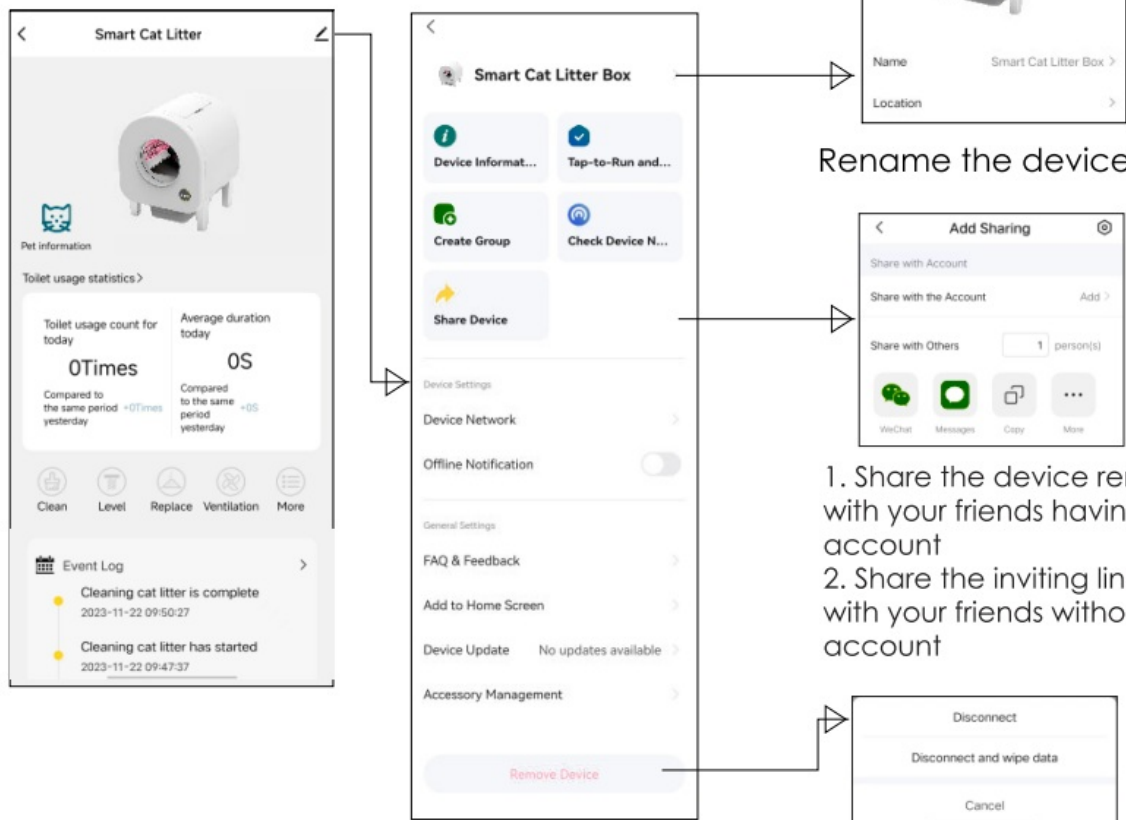 Smart Cat Litter
Pet information
Toilet usage statistics>
Toilet usage count for
today
0Times
Compared to
the same period +0Times
yesterday
Average duration
today
0S
Compared
to the same
period +0S
yesterday
Clean Level Replace Ventilation More
Event Log
Cleaning cat litter is complete
2023-11-22 09:50:27
Cleaning cat litter has started
2023-11-22 09:47:37
Smart Cat Litter Box
Device Informat... Tap-to-Run and...
Create Group Check Device N...
Share Device
Device Settings
Device Network
Offline Notification
General Settings
FAQ & Feedback
Add to Home Screen
Device Update No updates available
Accessory Management
Remove Device
Name Smart Cat Litter Box
Location
Rename the device
Add Sharing
Share with Account
Share with the Account Add
Share with Others 1 person(s)
WeChat Messages Copy More
1. Share the device
with your friends
account
2. Share the inviting
with your friends
account
Disconnect
Disconnect and wipe data
Cancel